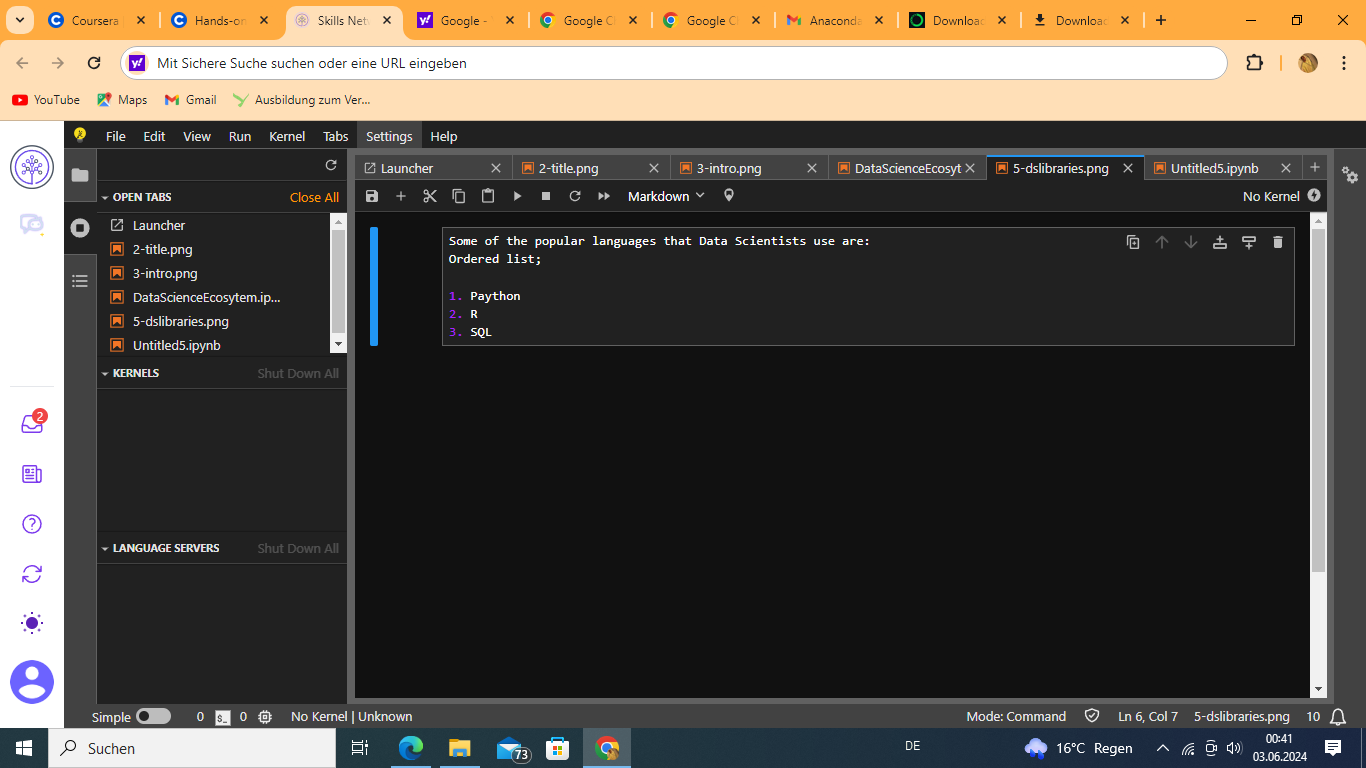 Coursera
Hands-on
Skills Net
Google -
Google C
Google C
Anaconda
Download
Download
Mit Sichere Suche suchen oder eine URL eingeben
YouTube
Maps
Gmail
Ausbildung zum Ver...
File Edit View Run Kernel Tabs Settings Help
OPEN TABS
Close All
Launcher
2-title.png
3-intro.png
DataScienceEcosytem.ip...
5-dslibraries.png
Untitled5.ipynb
KERNELS
Shut Down All
LANGUAGE SERVERS
Shut Down All
Launcher
2-title.png
3-intro.png
DataScienceEcosyt
5-dslibraries.png
Untitled5.ipynb
Markdown
No Kernel
Some of the popular languages that Data Scientists use are:
Ordered list;
1. Paython
2. R
3. SQL
2
Simple
0
0
No Kernel | Unknown
Mode: Command
Ln 6, Col 7
5-dslibraries.png
10
Suchen
73
DE
16°C Regen
00:41
03.06.2024